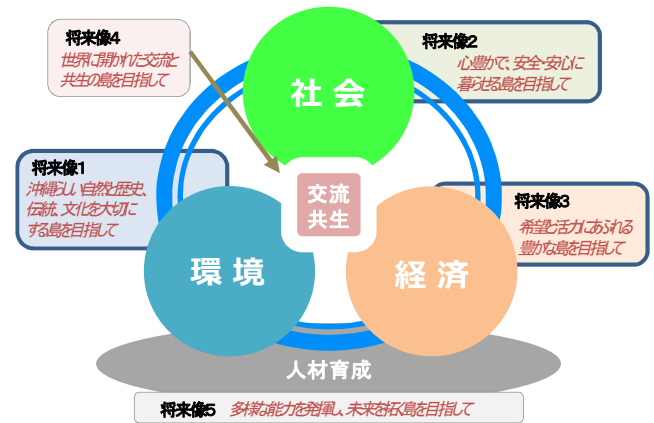 将来像4
世界に開かれた交流と
共生の島を目指して
社会
将来像2
心豊かで、安全・安心に
暮らせる島を目指して
将来像1
沖縄らしい自然と歴史、
伝統、文化を大切に
する島を目指して
交流
共生
将来像3
希望と活力にあふれる
豊かな島を目指して
環境
経済
人材育成
将来像5 多様な能力を発揮し、未来を拓く島を目指して